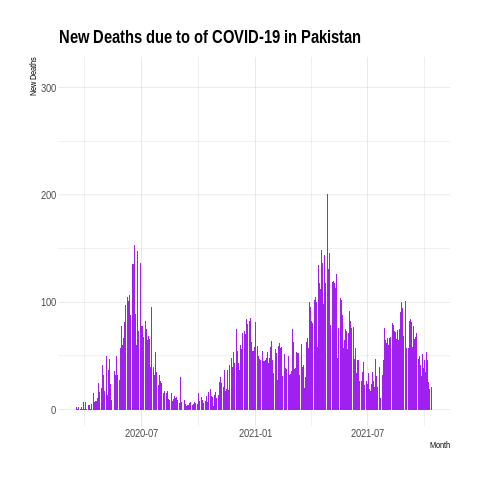 New Deaths due to of COVID-19 in Pakistan
New Deaths
300
200
100
0
2020-07 2021-01 2021-07
Month